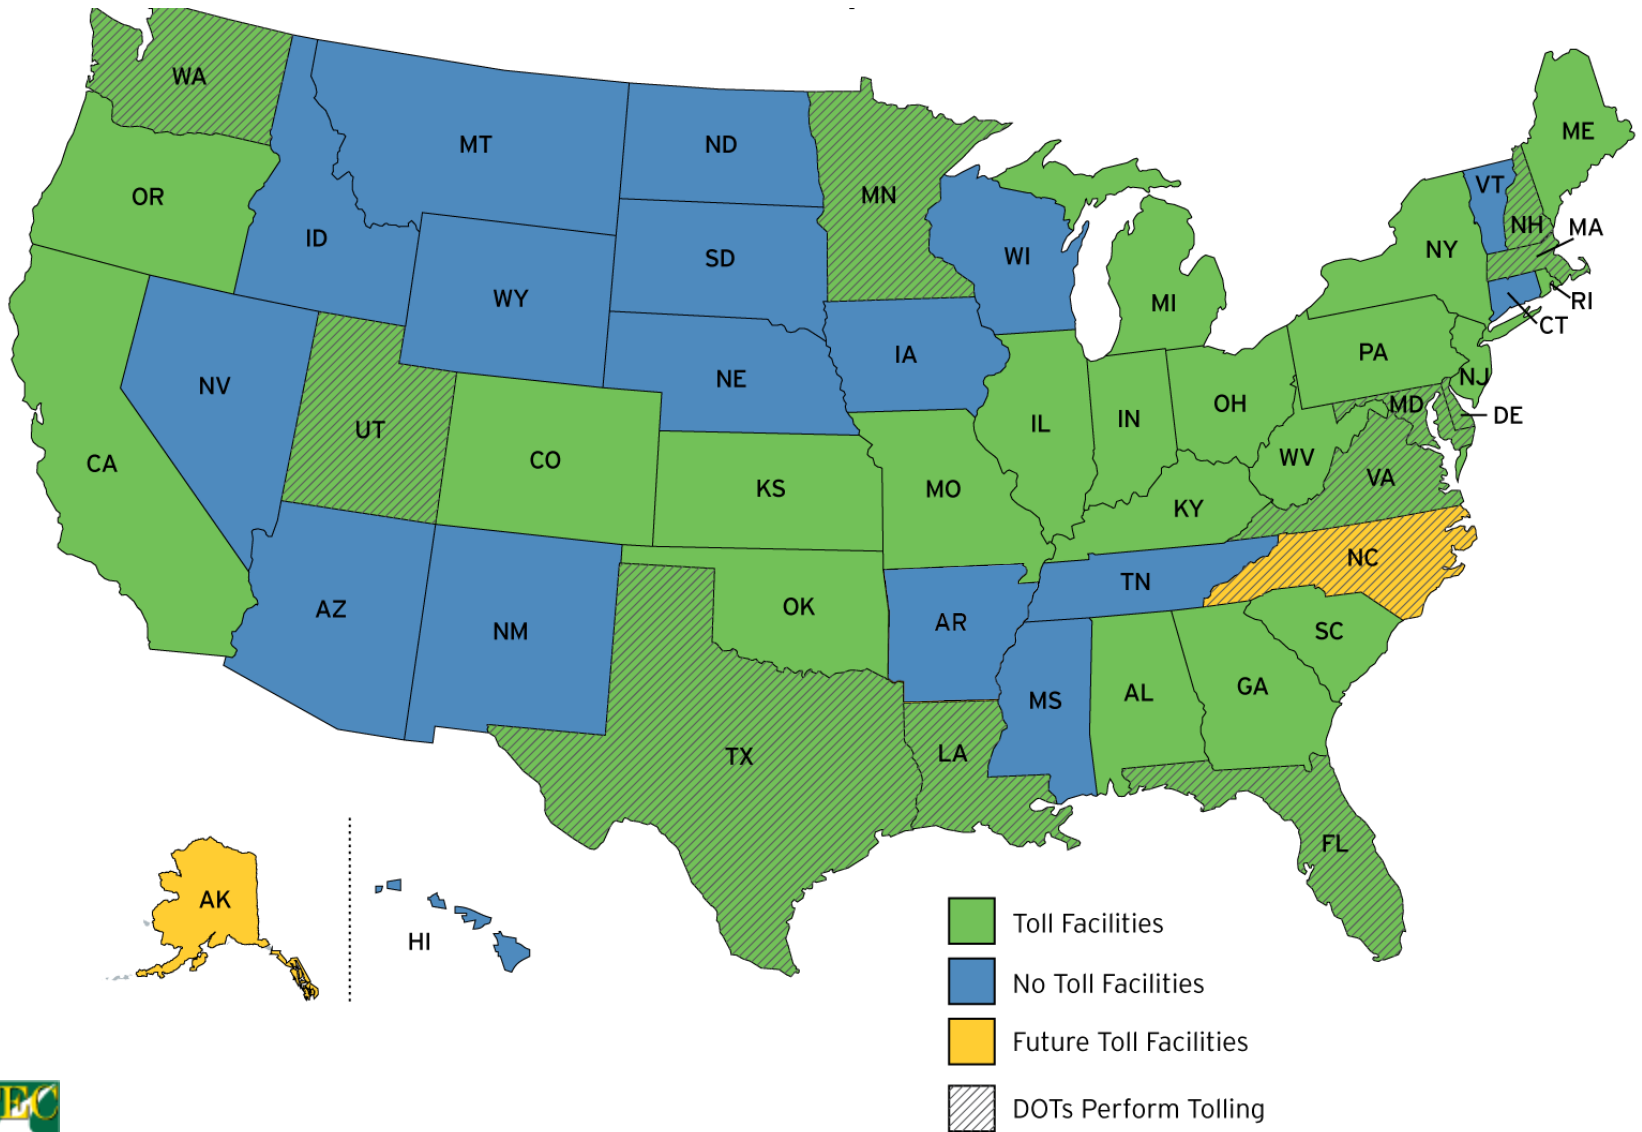 WA
MT
ND
MN
ME
OR
ID
SD
WI
VT
NH
MA
NY
WY
MI
RI
CT
IA
PA
NV
NE
NJ
UT
OH
MD
DE
CA
CO
IL
IN
WV
KS
MO
KY
VA
NC
AZ
OK
TN
NM
AR
SC
GA
MS
AL
TX
LA
FL
AK
HI
Toll Facilities
No Toll Facilities
Future Toll Facilities
DOTs Perform Tolling